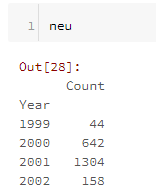 1 neu
Out[28]:
Count
Year
1999 44
2000 642
2001 1304
2002 158